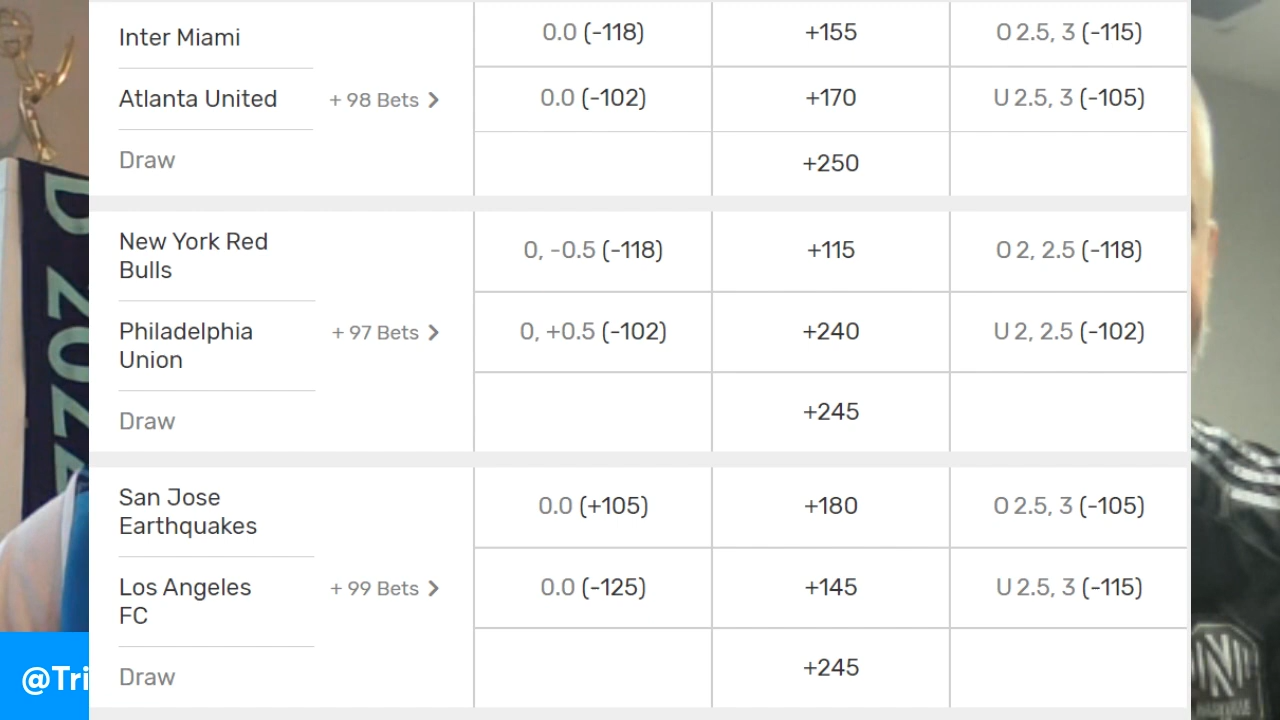 Inter Miami 0.0 (-118) +155 O 2.5, 3 (-115)
Atlanta United + 98 Bets 0.0 (-102) +170 U 2.5, 3 (-105)
Draw +250
New York Red
Bulls 0, -0.5 (-118) +115 O 2, 2.5 (-118)
Philadelphia
Union + 97 Bets 0, +0.5 (-102) +240 U 2, 2.5 (-102)
Draw +245
San Jose
Earthquakes 0.0 (+105) +180 O 2.5, 3 (-105)
Los Angeles
FC + 99 Bets 0.0 (-125) +145 U 2.5, 3 (-115)
Draw +245
@Tri